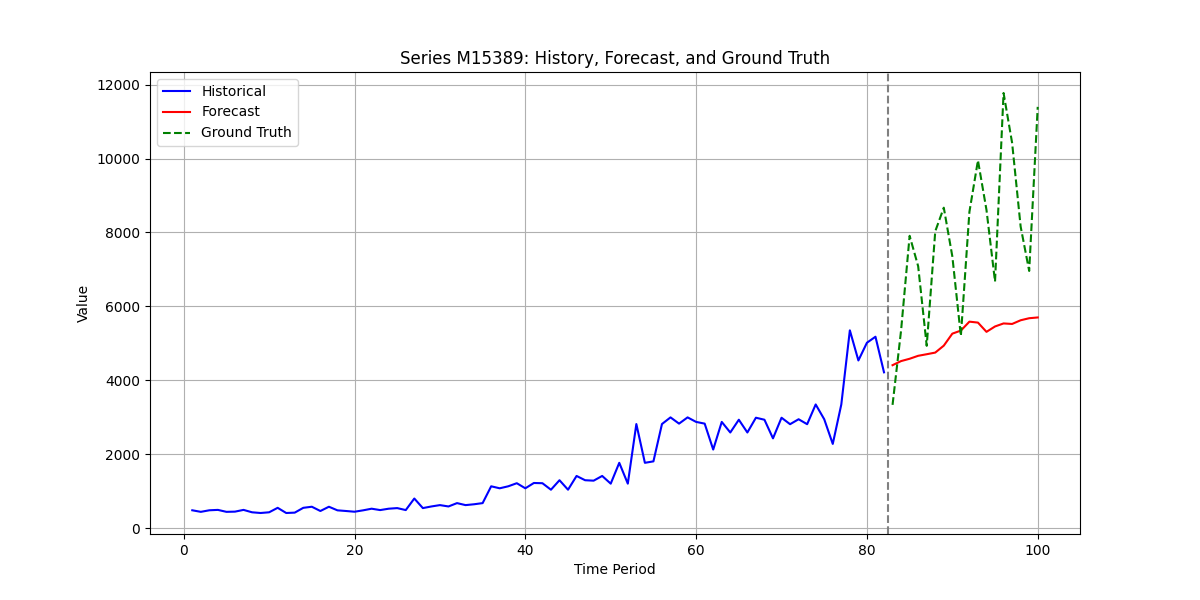 Series M15389: History, Forecast, and Ground Truth
Historical
Forecast
Ground Truth
12000
10000
8000
6000
4000
2000
0
Value
0 20 40 60 80 100
Time Period